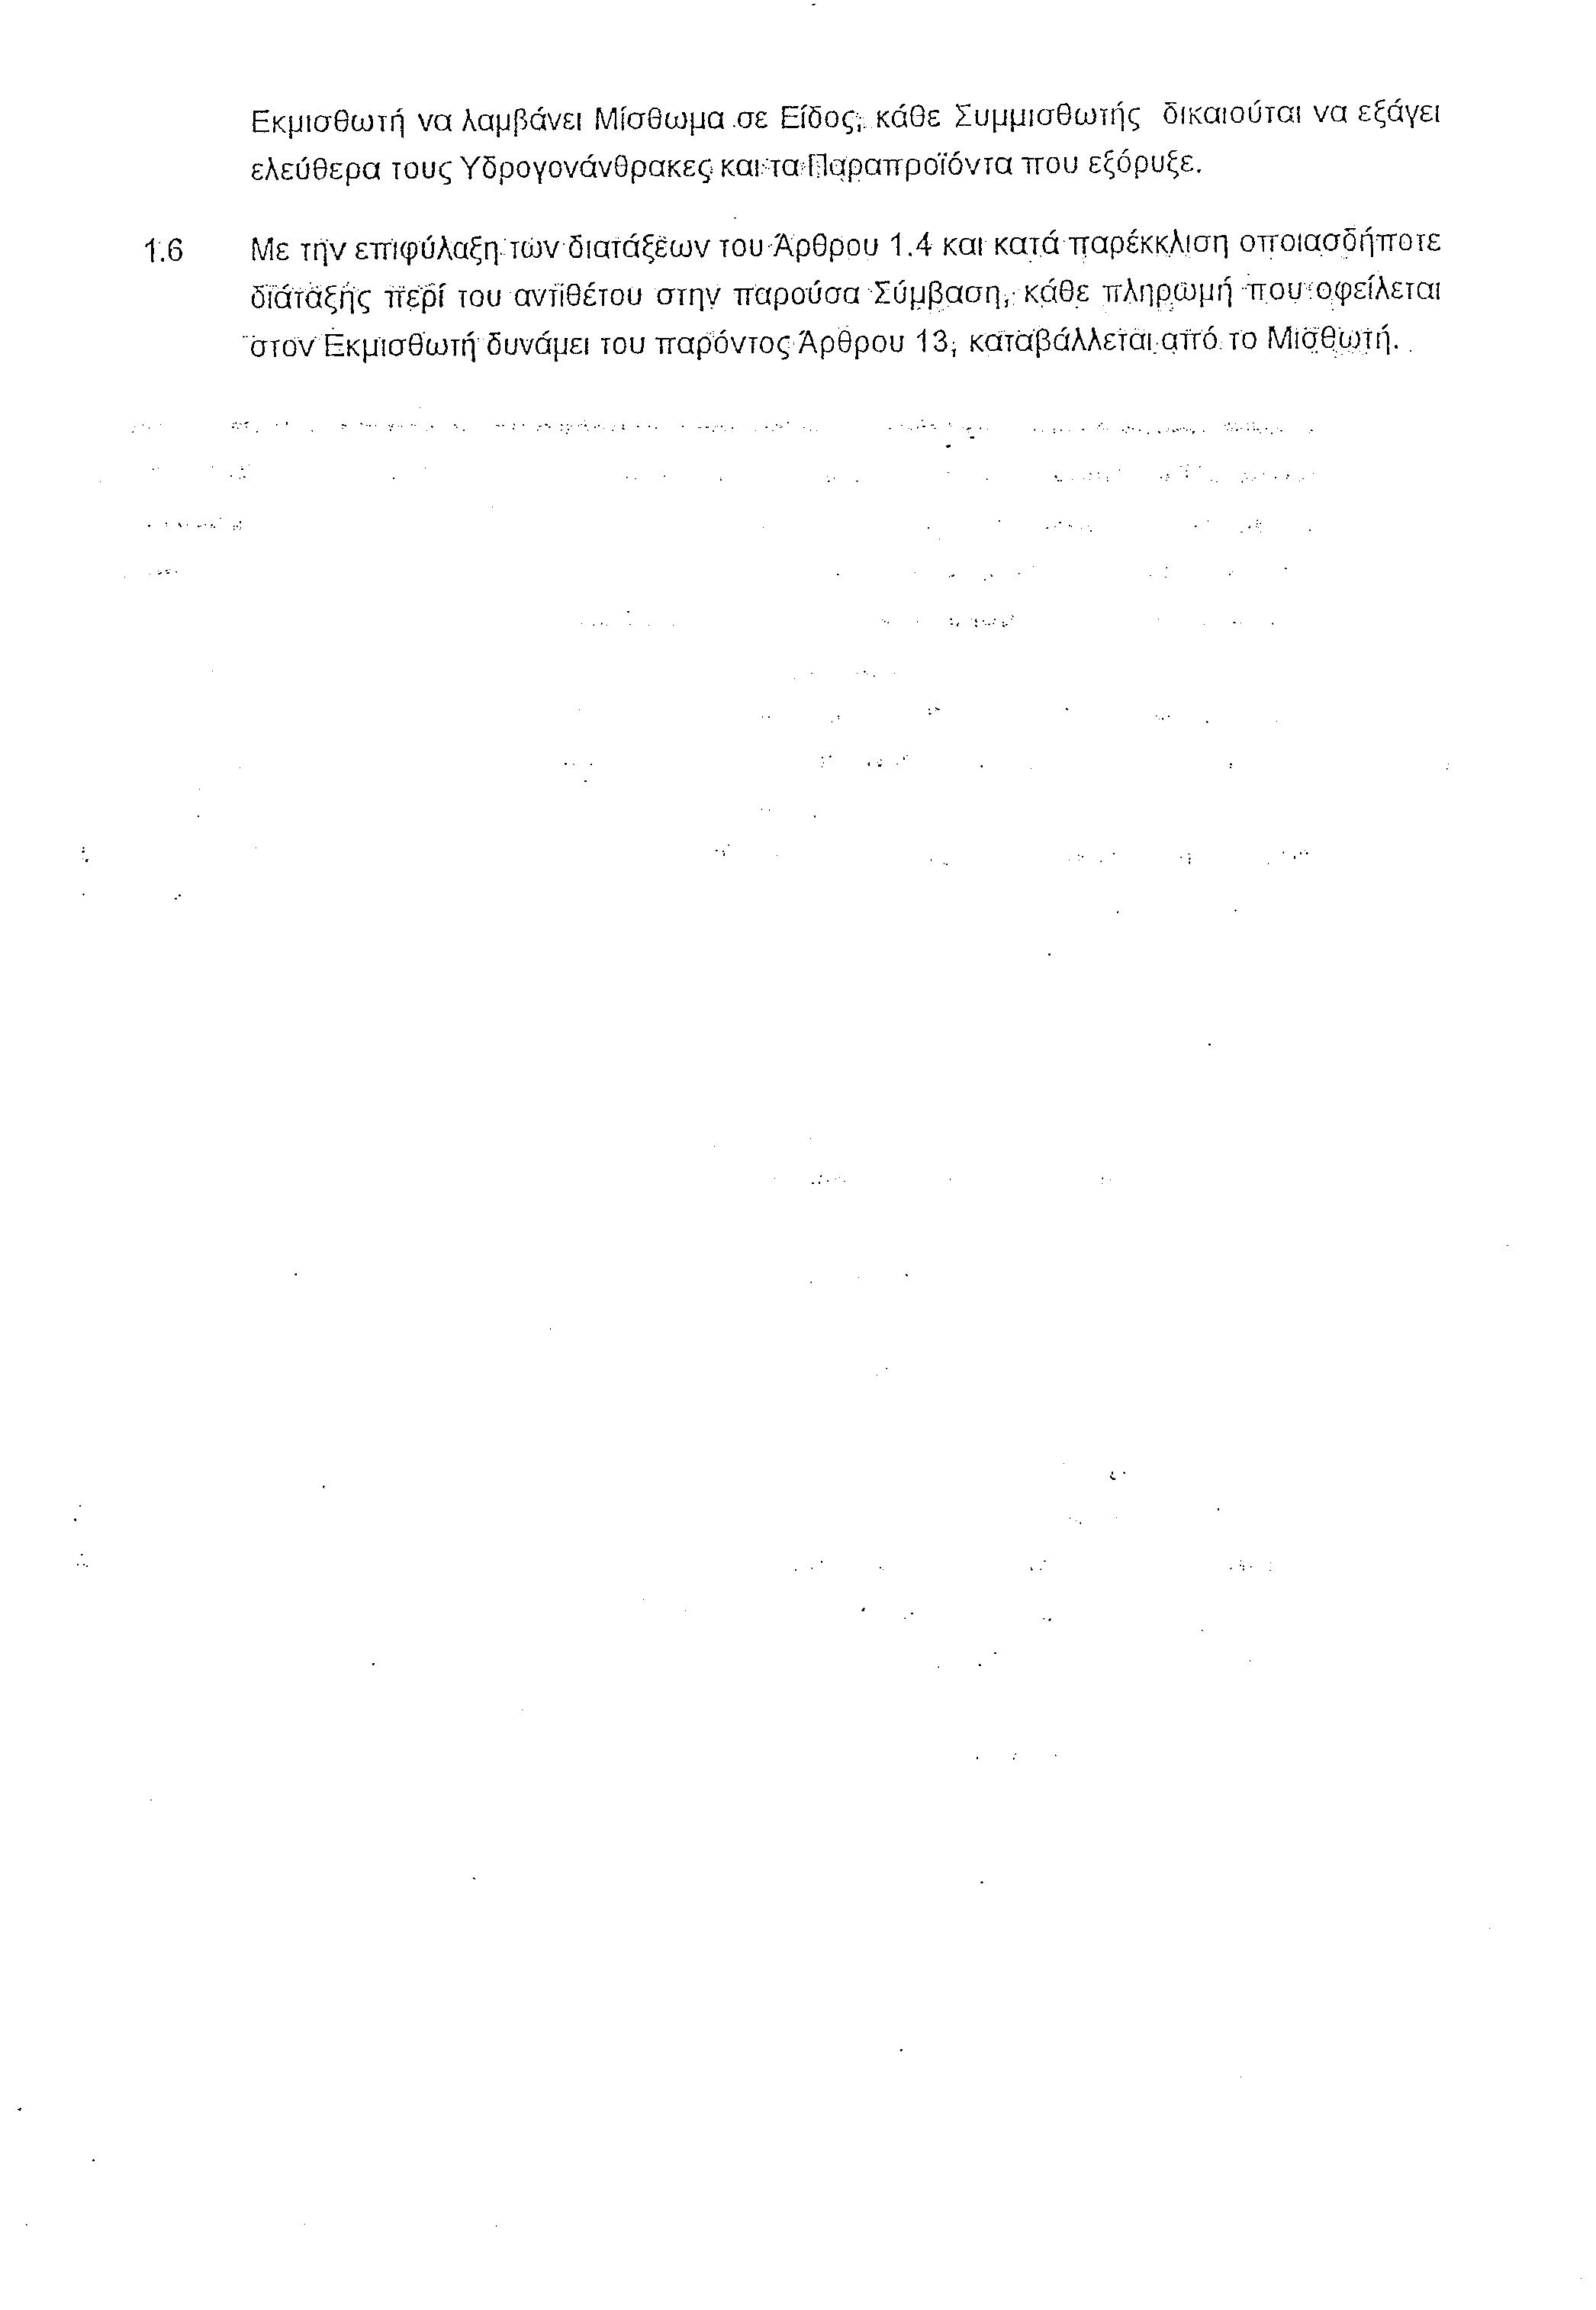 Εκμισθωτή να λαμβάνει Μίσθωμα σε Είδος, κάθε Συμμισθωτής δικαιούται να εξάγει
ελεύθερα τους Υδρογονάνθρακες και τα Παραπροϊόντα που εξόρυξε.
1.6 Με την επιφύλαξη των διατάξεων του Άρθρου 1.4 και κατά παρέκκλιση οποιασδήποτε
διάταξής περί του αντιθέτου στην παρούσα Σύμβαση, κάθε πληρωμή που οφείλεται
στον Εκμισθωτή δυνάμει του παρόντος Άρθρου 13, καταβάλλεται από το Μισθωτή.